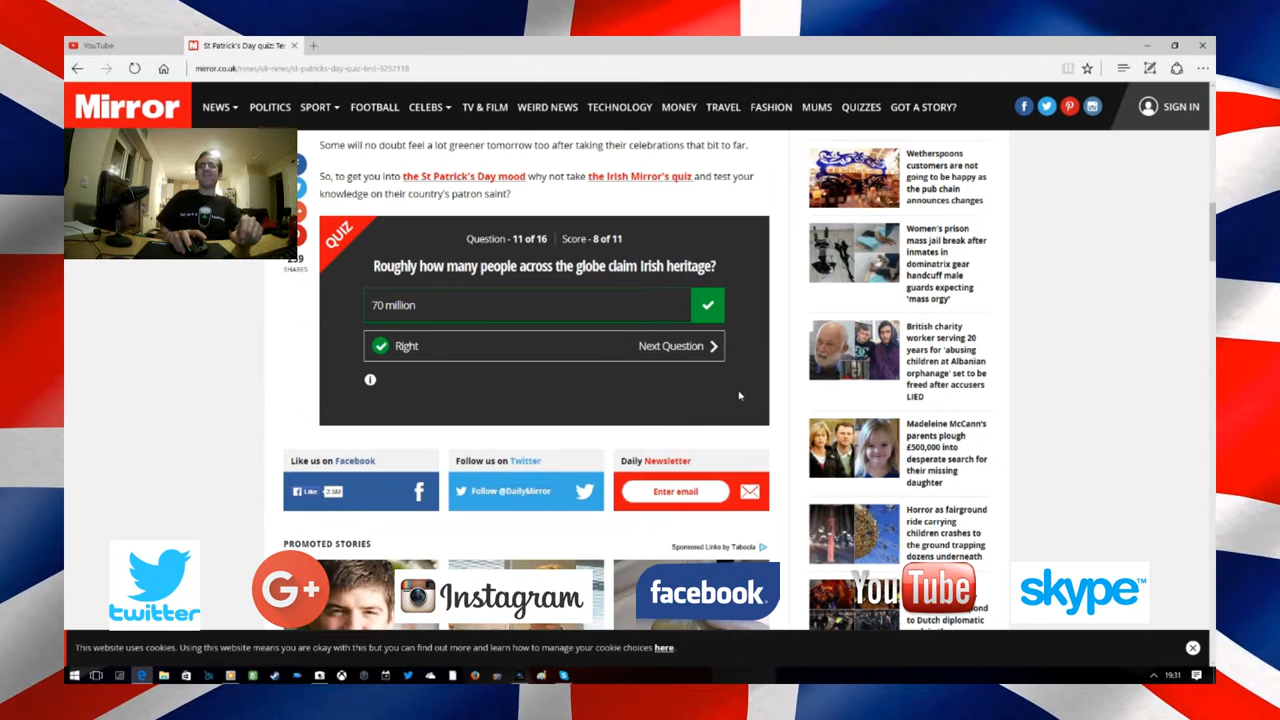 YouTube
St Patrick's Day quiz: Te
mirror.co.uk/news/uk-news/st-patricks-day-quiz-test-3252118
Mirror
NEWS POLITICS SPORT FOOTBALL CELEBS TV & FILM WEIRD NEWS TECHNOLOGY MONEY TRAVEL FASHION MUMS QUIZZES GOT A STORY? SIGN IN
Some will no doubt feel a lot greener tomorrow too after taking their celebrations that bit to far.
So, to get you into the St Patrick's Day mood why not take the Irish Mirror's quiz and test your
knowledge on their country's patron saint?
259
SHARES
QUIZ
Question - 11 of 16 Score - 8 of 11
Roughly how many people across the globe claim Irish heritage?
70 million
Right Next Question
Like us on Facebook
Like 2.5M
Follow us on Twitter
Follow @DailyMirror
Daily Newsletter
Enter email
PROMOTED STORIES
Sponsored Links by Taboola
Wetherspoons
customers are not
going to be happy as
the pub chain
announces changes
Women's prison
mass jail break after
inmates in
dominatrix gear
handcuff male
guards expecting
'mass orgy'
British charity
worker serving 20
years for 'abusing
children at Albanian
orphanage' set to be
freed after accusers
LIED
Madeleine McCann's
parents plough
£500,000 into
desperate search for
their missing
daughter
Horror as fairground
ride carrying
children crashes to
the ground trapping
dozens underneath
to Dutch diplomatic
twitter
G+
Instagram
facebook
YouTube
skype™
This website uses cookies. Using this website means you are okay with this but you can find out more and learn how to manage your cookie choices here.
19:31